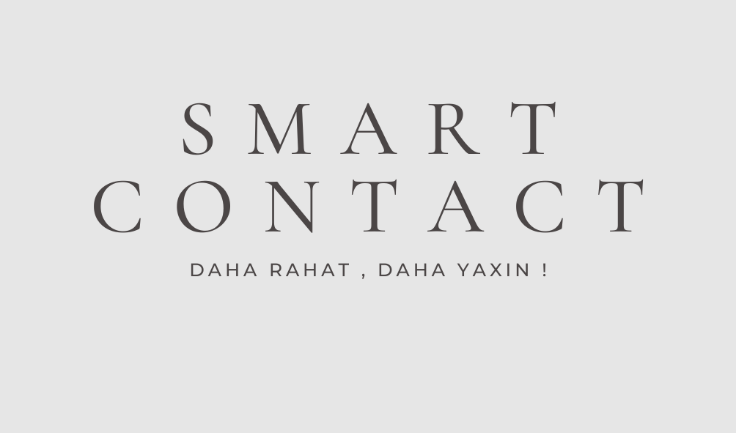 SMART
CONTACT
DAHA RAHAT , DAHA YAXIN !